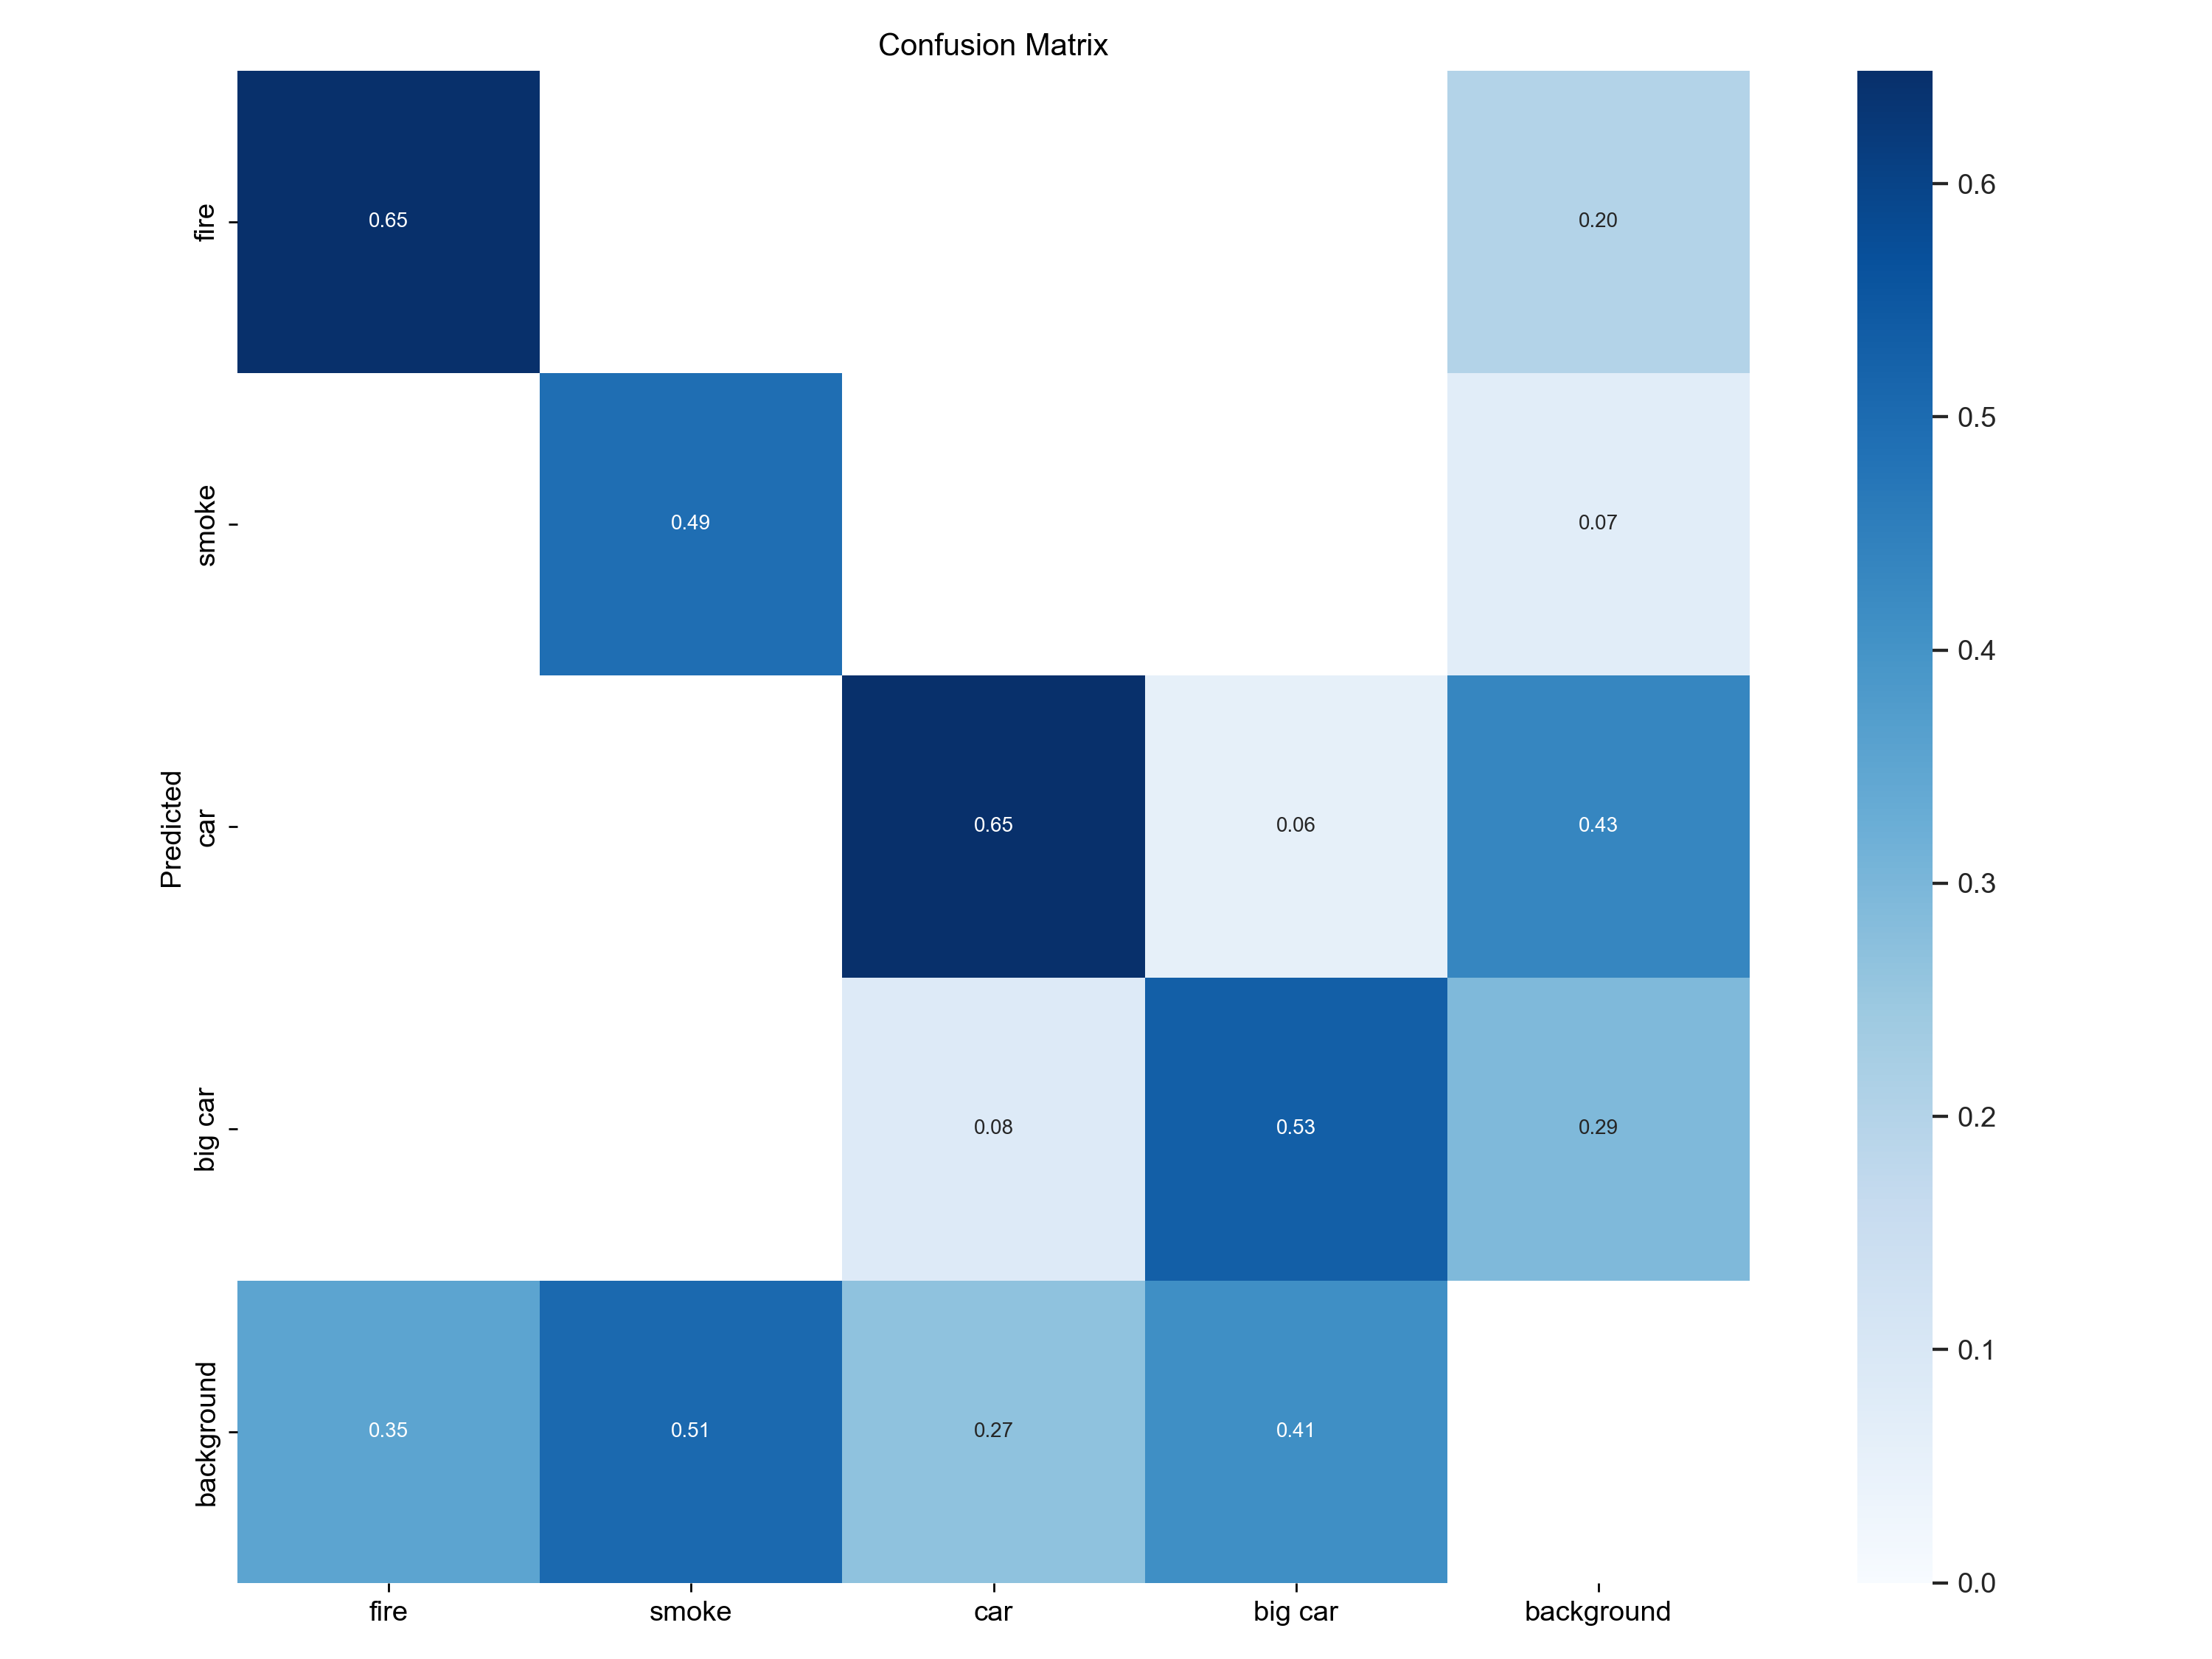 Confusion Matrix
Predicted
fire
0.65
0.20
smoke
0.49
0.07
car
0.65
0.06
0.43
big car
0.08
0.53
0.29
background
0.35
0.51
0.27
0.41
fire
smoke
car
big car
background
0.6
0.5
0.4
0.3
0.2
0.1
0.0